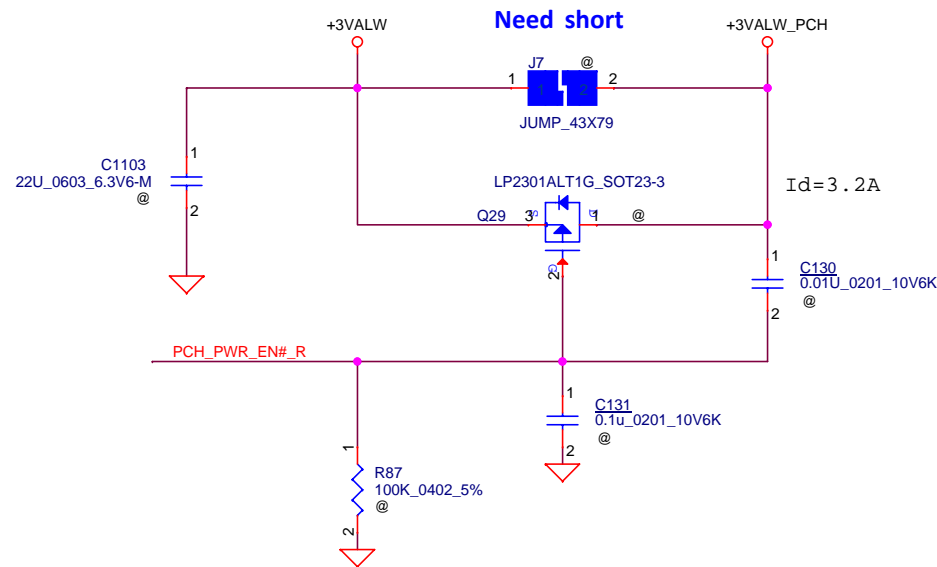 Need short
+3VALW
+3VALW_PCH
J7
@
1
2
1
2
JUMP_43X79
1
C1103
22U_0603_6.3V6-M
@
2
LP2301ALT1G_SOT23-3
Id=3.2A
Q29
3
S
D
1
@
G
2
1
C130
0.01U_0201_10V6K
@
2
PCH_PWR_EN#_R
1
C131
0.1u_0201_10V6K
@
2
1
R87
100K_0402_5%
@
2